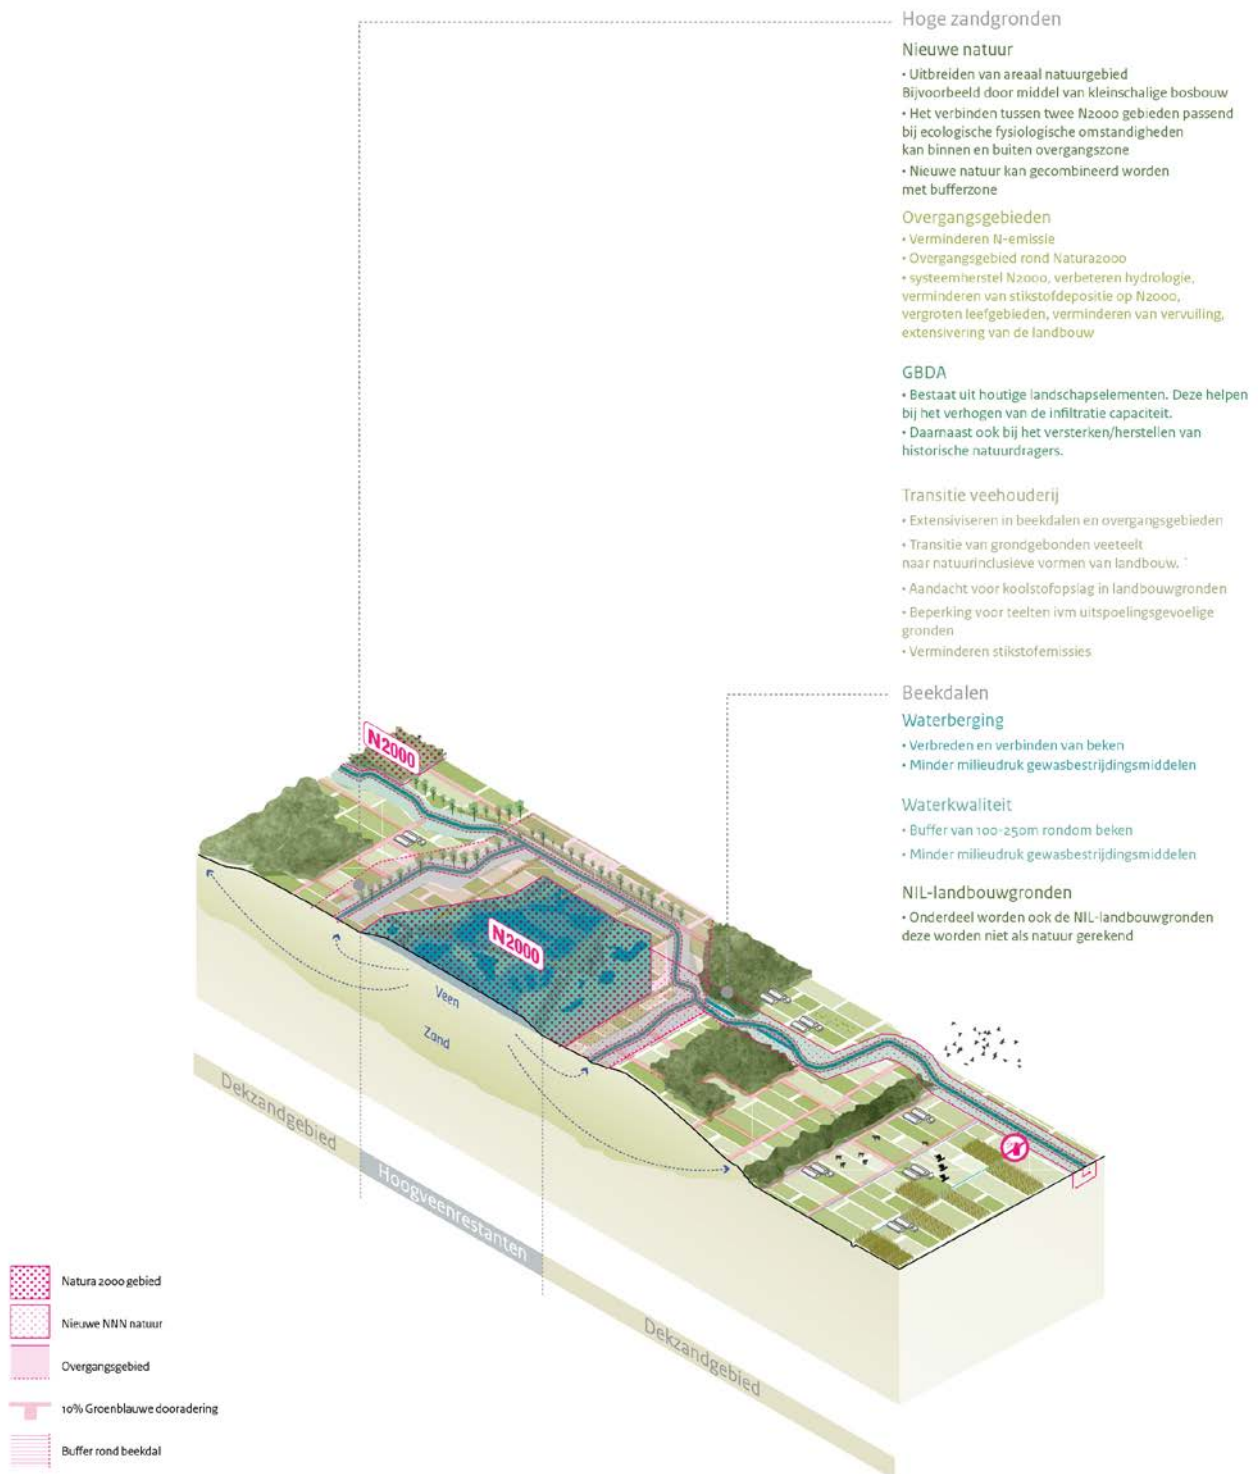 Hoge zandgronden
Nieuwe natuur
• Uitbreiden van areaal natuurgebied
Bijvoorbeeld door middel van kleinschalige bosbouw
• Het verbinden tussen twee N2000 gebieden passend
bij ecologische fysiologische omstandigheden
kan binnen en buiten overgangszone
• Nieuwe natuur kan gecombineerd worden
met bufferzone
Overgangsgebieden
• Verminderen N-emissie
• Overgangsgebied rond Natura2000
• systeemherstel N2000, verbeteren hydrologie,
verminderen van stikstofdepositie op N2000,
vergroten leefgebieden, verminderen van vervuiling,
extensivering van de landbouw
GBDA
• Bestaat uit houtige landschapselementen. Deze helpen
bij het verhogen van de infiltratie capaciteit.
• Daarnaast ook bij het versterken/herstellen van
historische natuurdragers.
Transitie veehouderij
• Extensiviseren in beekdalen en overgangsgebieden
• Transitie van grondgebonden veeteelt
naar natuurinclusieve vormen van landbouw.
• Aandacht voor koolstofopslag in landbouwgronden
• Beperking voor teelten ivm uitspoelingsgevoelige
gronden
• Verminderen stikstofemissies
Beekdalen
Waterberging
• Verbreden en verbinden van beken
• Minder milieudruk gewasbestrijdingsmiddelen
Waterkwaliteit
• Buffer van 100-250m rondom beken
• Minder milieudruk gewasbestrijdingsmiddelen
NIL-landbouwgronden
• Onderdeel worden ook de NIL-landbouwgronden
deze worden niet als natuur gerekend
N2000
N2000
Veen
Zand
Dekzandgebied
Hoogveenrestanten
Dekzandgebied
Natura 2000 gebied
Nieuwe NNN natuur
Overgangsgebied
10% Groenblauwe dooradering
Buffer rond beekdal